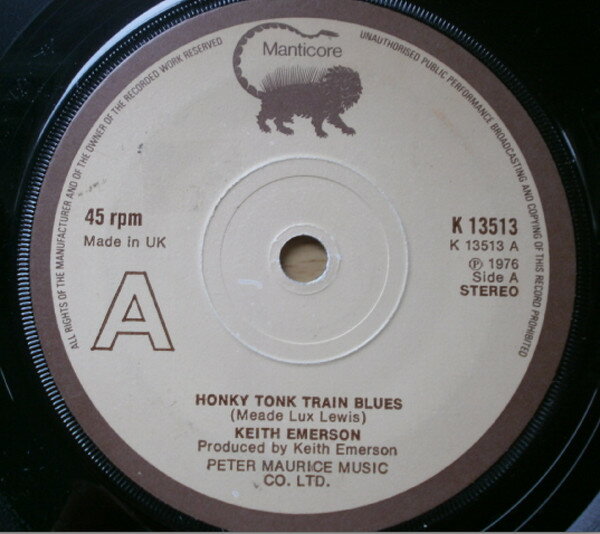 Manticore
ALL RIGHTS OF THE MANUFACTURER AND OF THE OWNER OF THE RECORDED WORK RESERVED
UNAUTHORISED PUBLIC PERFORMANCE BROADCASTING AND COPYING OF THIS RECORD PROHIBITED
45 rpm
Made in UK
A
K 13513
K 13513 A
℗ 1976
Side A
STEREO
HONKY TONK TRAIN BLUES
(Meade Lux Lewis)
KEITH EMERSON
Produced by Keith Emerson
PETER MAURICE MUSIC
CO. LTD.